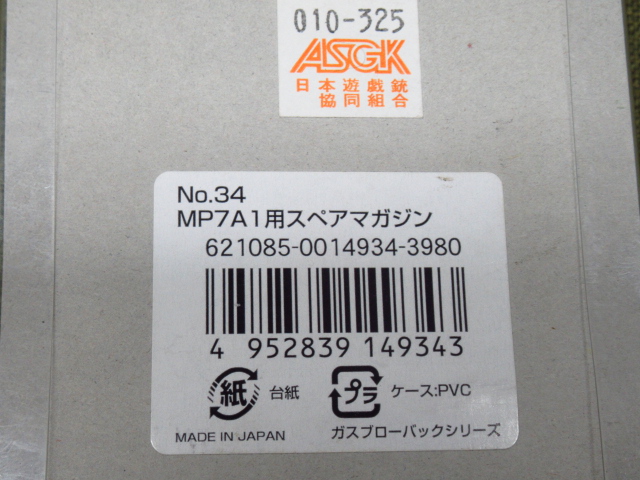 010-325
ASGK
日本遊戯銃
協同組合
No.34
MP7A1用スペアマガジン
621085-0014934-3980
4 952839 149343
紙 台紙
プラ ケース:PVC
MADE IN JAPAN
ガスブローバックシリーズ